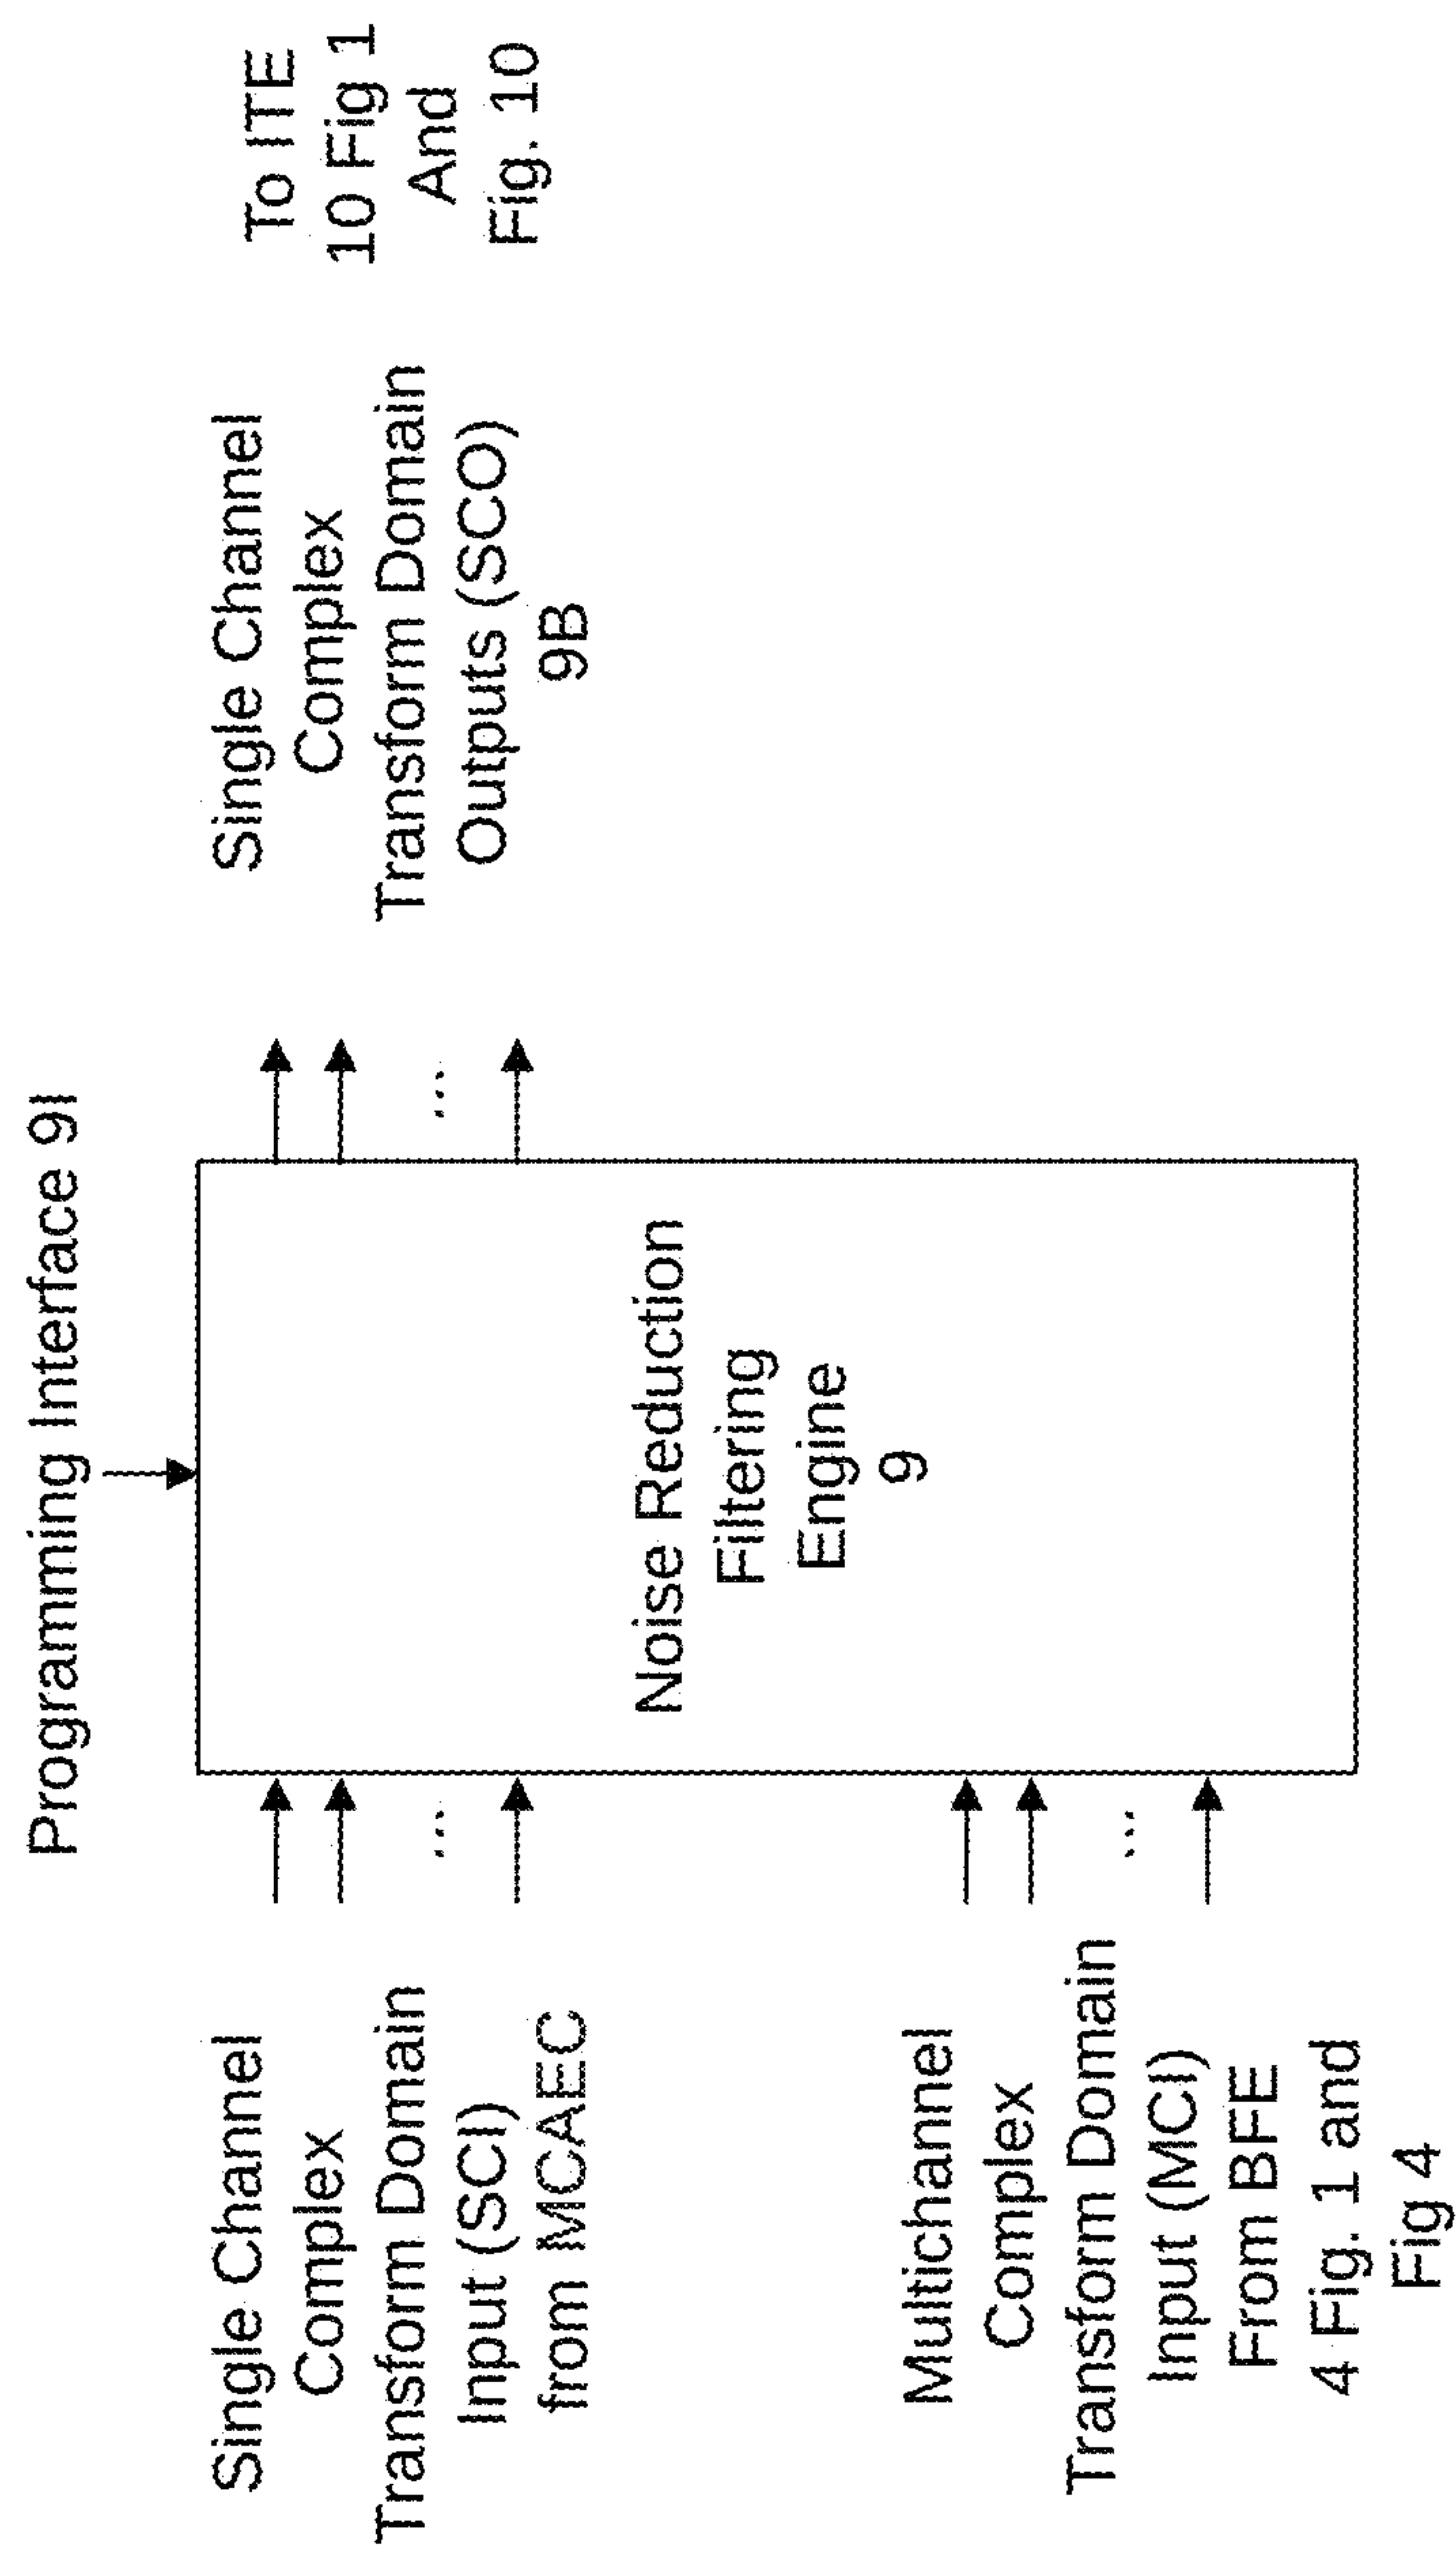 Programming Interface 9I
Single Channel
Complex
Transform Domain
Input (SCI)
from MCAEC
...
Multichannel
Complex
Transform Domain
Input (MCI)
From BFE
4 Fig. 1 and
Fig 4
...
Noise Reduction
Filtering
Engine
9
...
Single Channel
Complex
Transform Domain
Outputs (SCO)
9B
To ITE
10 Fig 1
And
Fig. 10